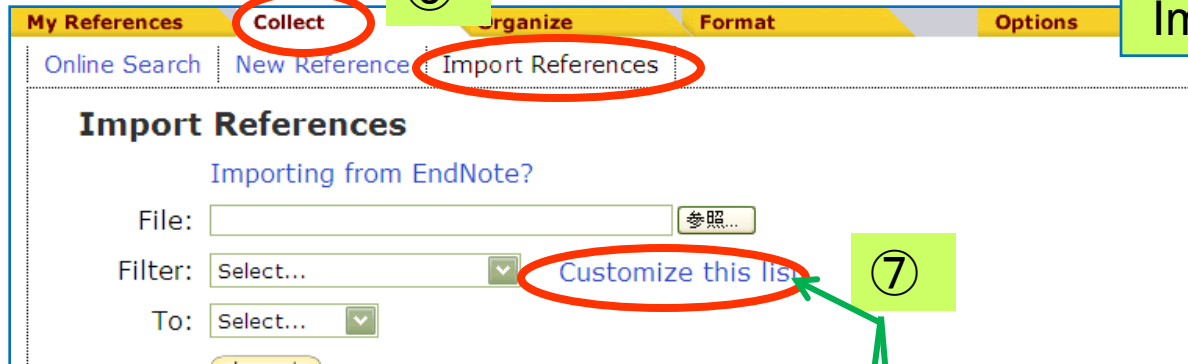 My References Collect Organize Format Options
Im
Online Search New Reference Import References
Import References
Importing from EndNote?
File: 参照...
Filter: Select... Customize this list ⑦
To: Select...